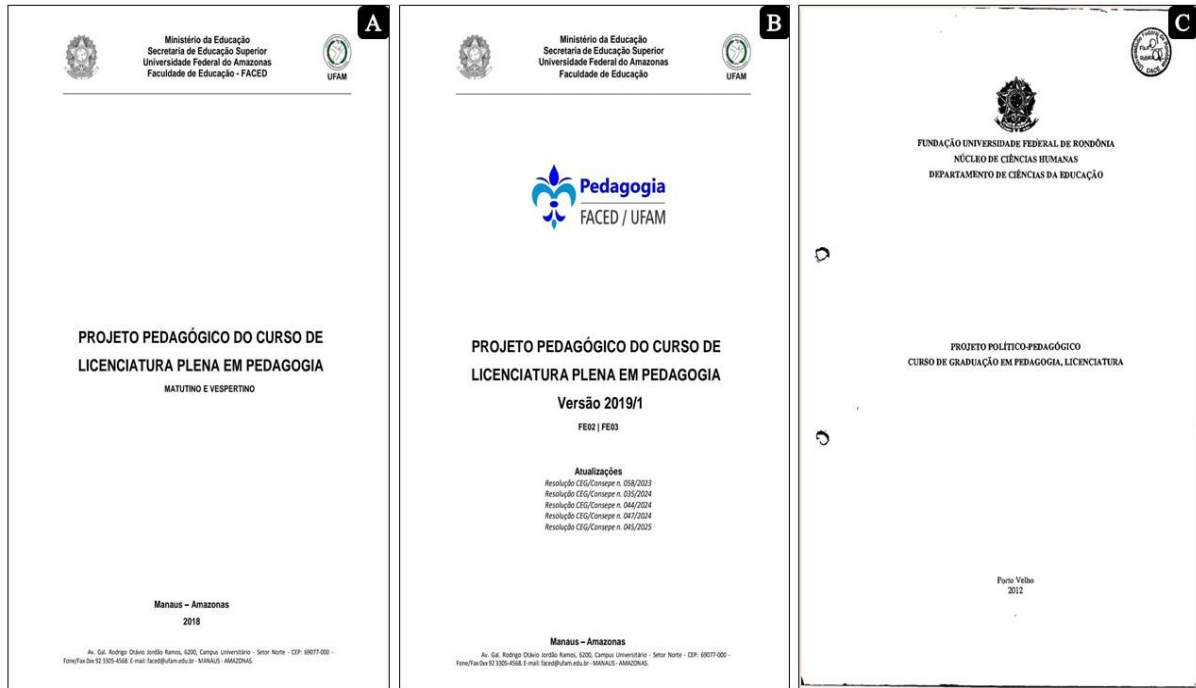 A
Ministério da Educação
Secretaria de Educação Superior
Universidade Federal do Amazonas
Faculdade de Educação - FACED
UFAM
PROJETO PEDAGÓGICO DO CURSO DE
LICENCIATURA PLENA EM PEDAGOGIA
MATUTINO E VESPERTINO
Manaus – Amazonas
2018
Av. Gal. Rodrigo Otávio Jordão Ramos, 6200, Campus Universitário - Setor Norte - CEP: 69077-000 -
Fone/Fax 0xx 92 3305-4568. E-mail: faced@ufam.edu.br - MANAUS - AMAZONAS.
B
Ministério da Educação
Secretaria de Educação Superior
Universidade Federal do Amazonas
Faculdade de Educação
UFAM
Pedagogia
FACED / UFAM
PROJETO PEDAGÓGICO DO CURSO DE
LICENCIATURA PLENA EM PEDAGOGIA
Versão 2019/1
FE02 | FE03
Atualizações
Resolução CEG/Consepe n. 058/2023
Resolução CEG/Consepe n. 035/2024
Resolução CEG/Consepe n. 044/2024
Resolução CEG/Consepe n. 047/2024
Resolução CEG/Consepe n. 045/2025
Manaus – Amazonas
Av. Gal. Rodrigo Otávio Jordão Ramos, 6200, Campus Universitário - Setor Norte - CEP: 69077-000 -
Fone/Fax 0xx 92 3305-4568. E-mail: faced@ufam.edu.br - MANAUS - AMAZONAS.
C
FUNDAÇÃO UNIVERSIDADE FEDERAL DE RONDÔNIA
NÚCLEO DE CIÊNCIAS HUMANAS
DEPARTAMENTO DE CIÊNCIAS DA EDUCAÇÃO
PROJETO POLÍTICO-PEDAGÓGICO
CURSO DE GRADUAÇÃO EM PEDAGOGIA, LICENCIATURA
Porto Velho
2012